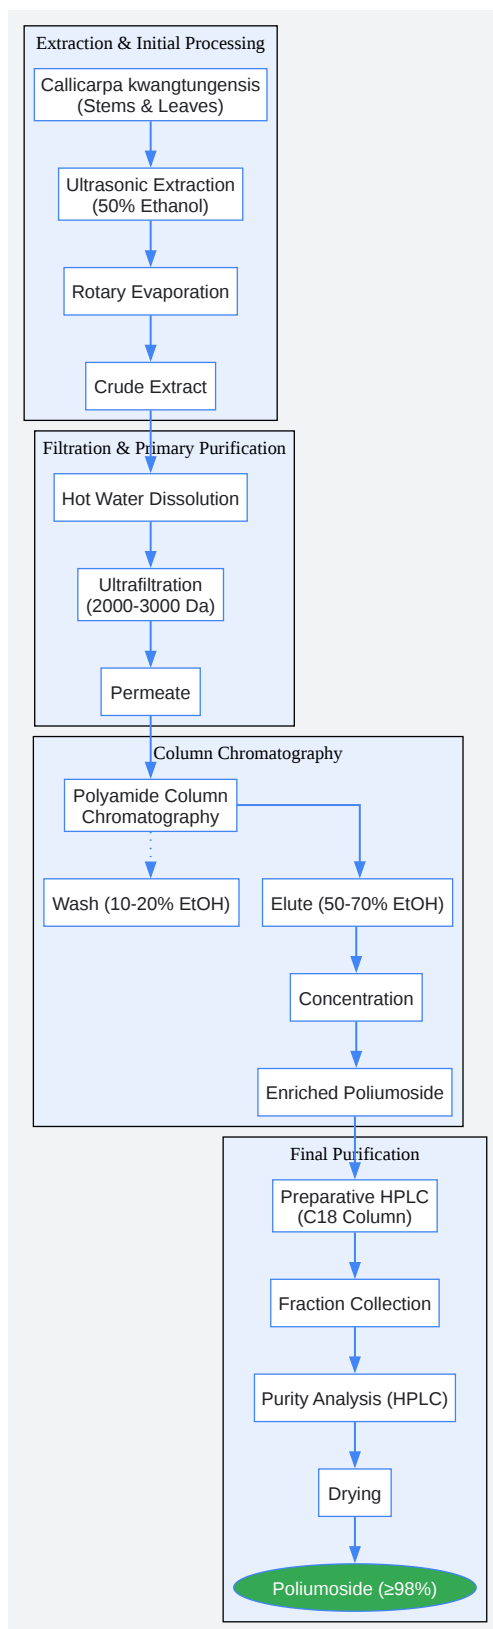 Extraction & Initial Processing
Callicarpa kwangtungensis
(Stems & Leaves)
Ultrasonic Extraction
(50% Ethanol)
Rotary Evaporation
Crude Extract
Filtration & Primary Purification
Hot Water Dissolution
Ultrafiltration
(2000-3000 Da)
Permeate
Column Chromatography
Polyamide Column
Chromatography
Wash (10-20% EtOH)
Elute (50-70% EtOH)
Concentration
Enriched Poliumoside
Final Purification
Preparative HPLC
(C18 Column)
Fraction Collection
Purity Analysis (HPLC)
Drying
Poliumoside (≥98%)